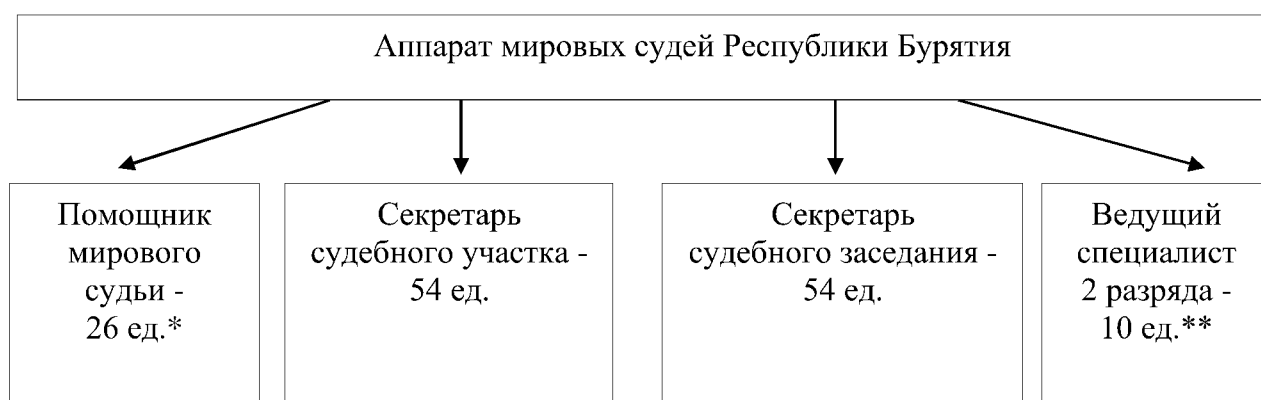 Аппарат мировых судей Республики Бурятия
Помощник
мирового
судьи -
26 ед.*
Секретарь
судебного участка -
54 ед.
Секретарь
судебного заседания -
54 ед.
Ведущий
специалист
2 разряда -
10 ед.**